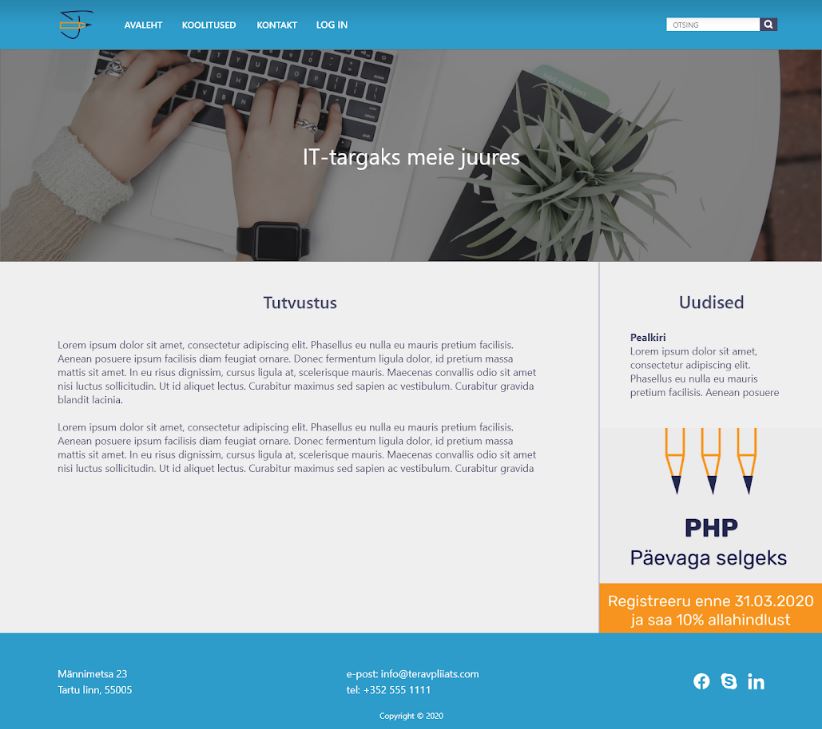 AVALEHT KOOLITUSED KONTAKT LOG IN OTSING
IT-targaks meie juures
Tutvustus
Lorem ipsum dolor sit amet, consectetur adipiscing elit. Phasellus eu nulla eu mauris pretium facilisis.
Aenean posuere ipsum facilisis diam feugiat ornare. Donec fermentum ligula dolor, id pretium massa
mattis sit amet. In eu risus dignissim, cursus ligula at, scelerisque mauris. Maecenas convallis odio sit amet
nisi luctus sollicitudin. Ut id aliquet lectus. Curabitur maximus sed sapien ac vestibulum. Curabitur gravida
blandit lacinia.
Lorem ipsum dolor sit amet, consectetur adipiscing elit. Phasellus eu nulla eu mauris pretium facilisis.
Aenean posuere ipsum facilisis diam feugiat ornare. Donec fermentum ligula dolor, id pretium massa
mattis sit amet. In eu risus dignissim, cursus ligula at, scelerisque mauris. Maecenas convallis odio sit amet
nisi luctus sollicitudin. Ut id aliquet lectus. Curabitur maximus sed sapien ac vestibulum. Curabitur gravida
Uudised
Pealkiri
Lorem ipsum dolor sit amet,
consectetur adipiscing elit.
Phasellus eu nulla eu mauris
pretium facilisis. Aenean posuere
PHP
Päevaga selgeks
Registreeru enne 31.03.2020
ja saa 10% allahindlust
Männimetsa 23
Tartu linn, 55005
e-post: info@teravpliiats.com
tel: +352 555 1111
Copyright © 2020